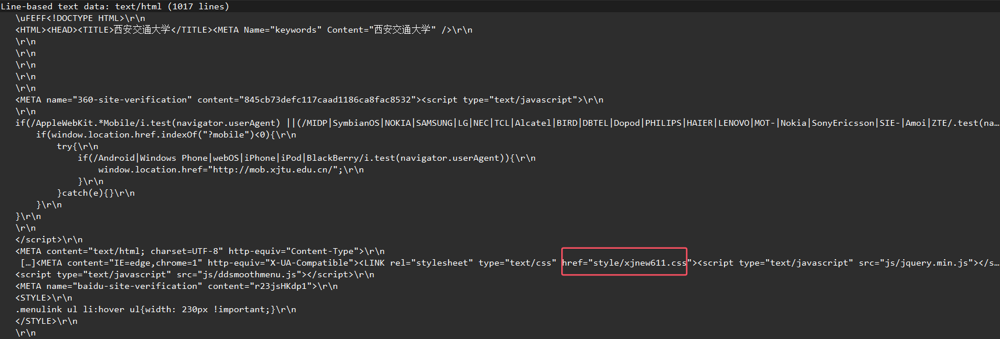 Line-based text data: text/html (1017 lines)
\uFEFF<!DOCTYPE HTML>\r\n
<HTML><HEAD><TITLE>西安交通大学</TITLE><META Name="keywords" Content="西安交通大学" />\r\n
\r\n
\r\n
\r\n
\r\n
\r\n
<META name="360-site-verification" content="845cb73defc117caad1186ca8fac8532"><script type="text/javascript">\r\n
\r\n
if(/AppleWebKit.*Mobile/i.test(navigator.userAgent) ||(/MIDP|SymbianOS|NOKIA|SAMSUNG|LG|NEC|TCL|Alcatel|BIRD|DBTEL|Dopod|PHILIPS|HAIER|LENOVO|MOT-|Nokia|SonyEricsson|SIE-|Amoi|ZTE/.test(na…
if(window.location.href.indexOf("?mobile")<0){\r\n
try{\r\n
if(/Android|Windows Phone|webOS|iPhone|iPod|BlackBerry/i.test(navigator.userAgent)){\r\n
window.location.href="http://mob.xjtu.edu.cn/";\r\n
}\r\n
}catch(e){}\r\n
}\r\n
}\r\n
\r\n
</script>\r\n
<META content="text/html; charset=UTF-8" http-equiv="Content-Type">\r\n
[…]<META content="IE=edge,chrome=1" http-equiv="X-UA-Compatible"><LINK rel="stylesheet" type="text/css" href="style/xjnew611.css"><script type="text/javascript" src="js/jquery.min.js"></s…
<script type="text/javascript" src="js/ddsmoothmenu.js"></script>\r\n
<META name="baidu-site-verification" content="r23jsHKdp1">\r\n
<STYLE>\r\n
.menulink ul li:hover ul{width: 230px !important;}\r\n
</STYLE>\r\n
\r\n